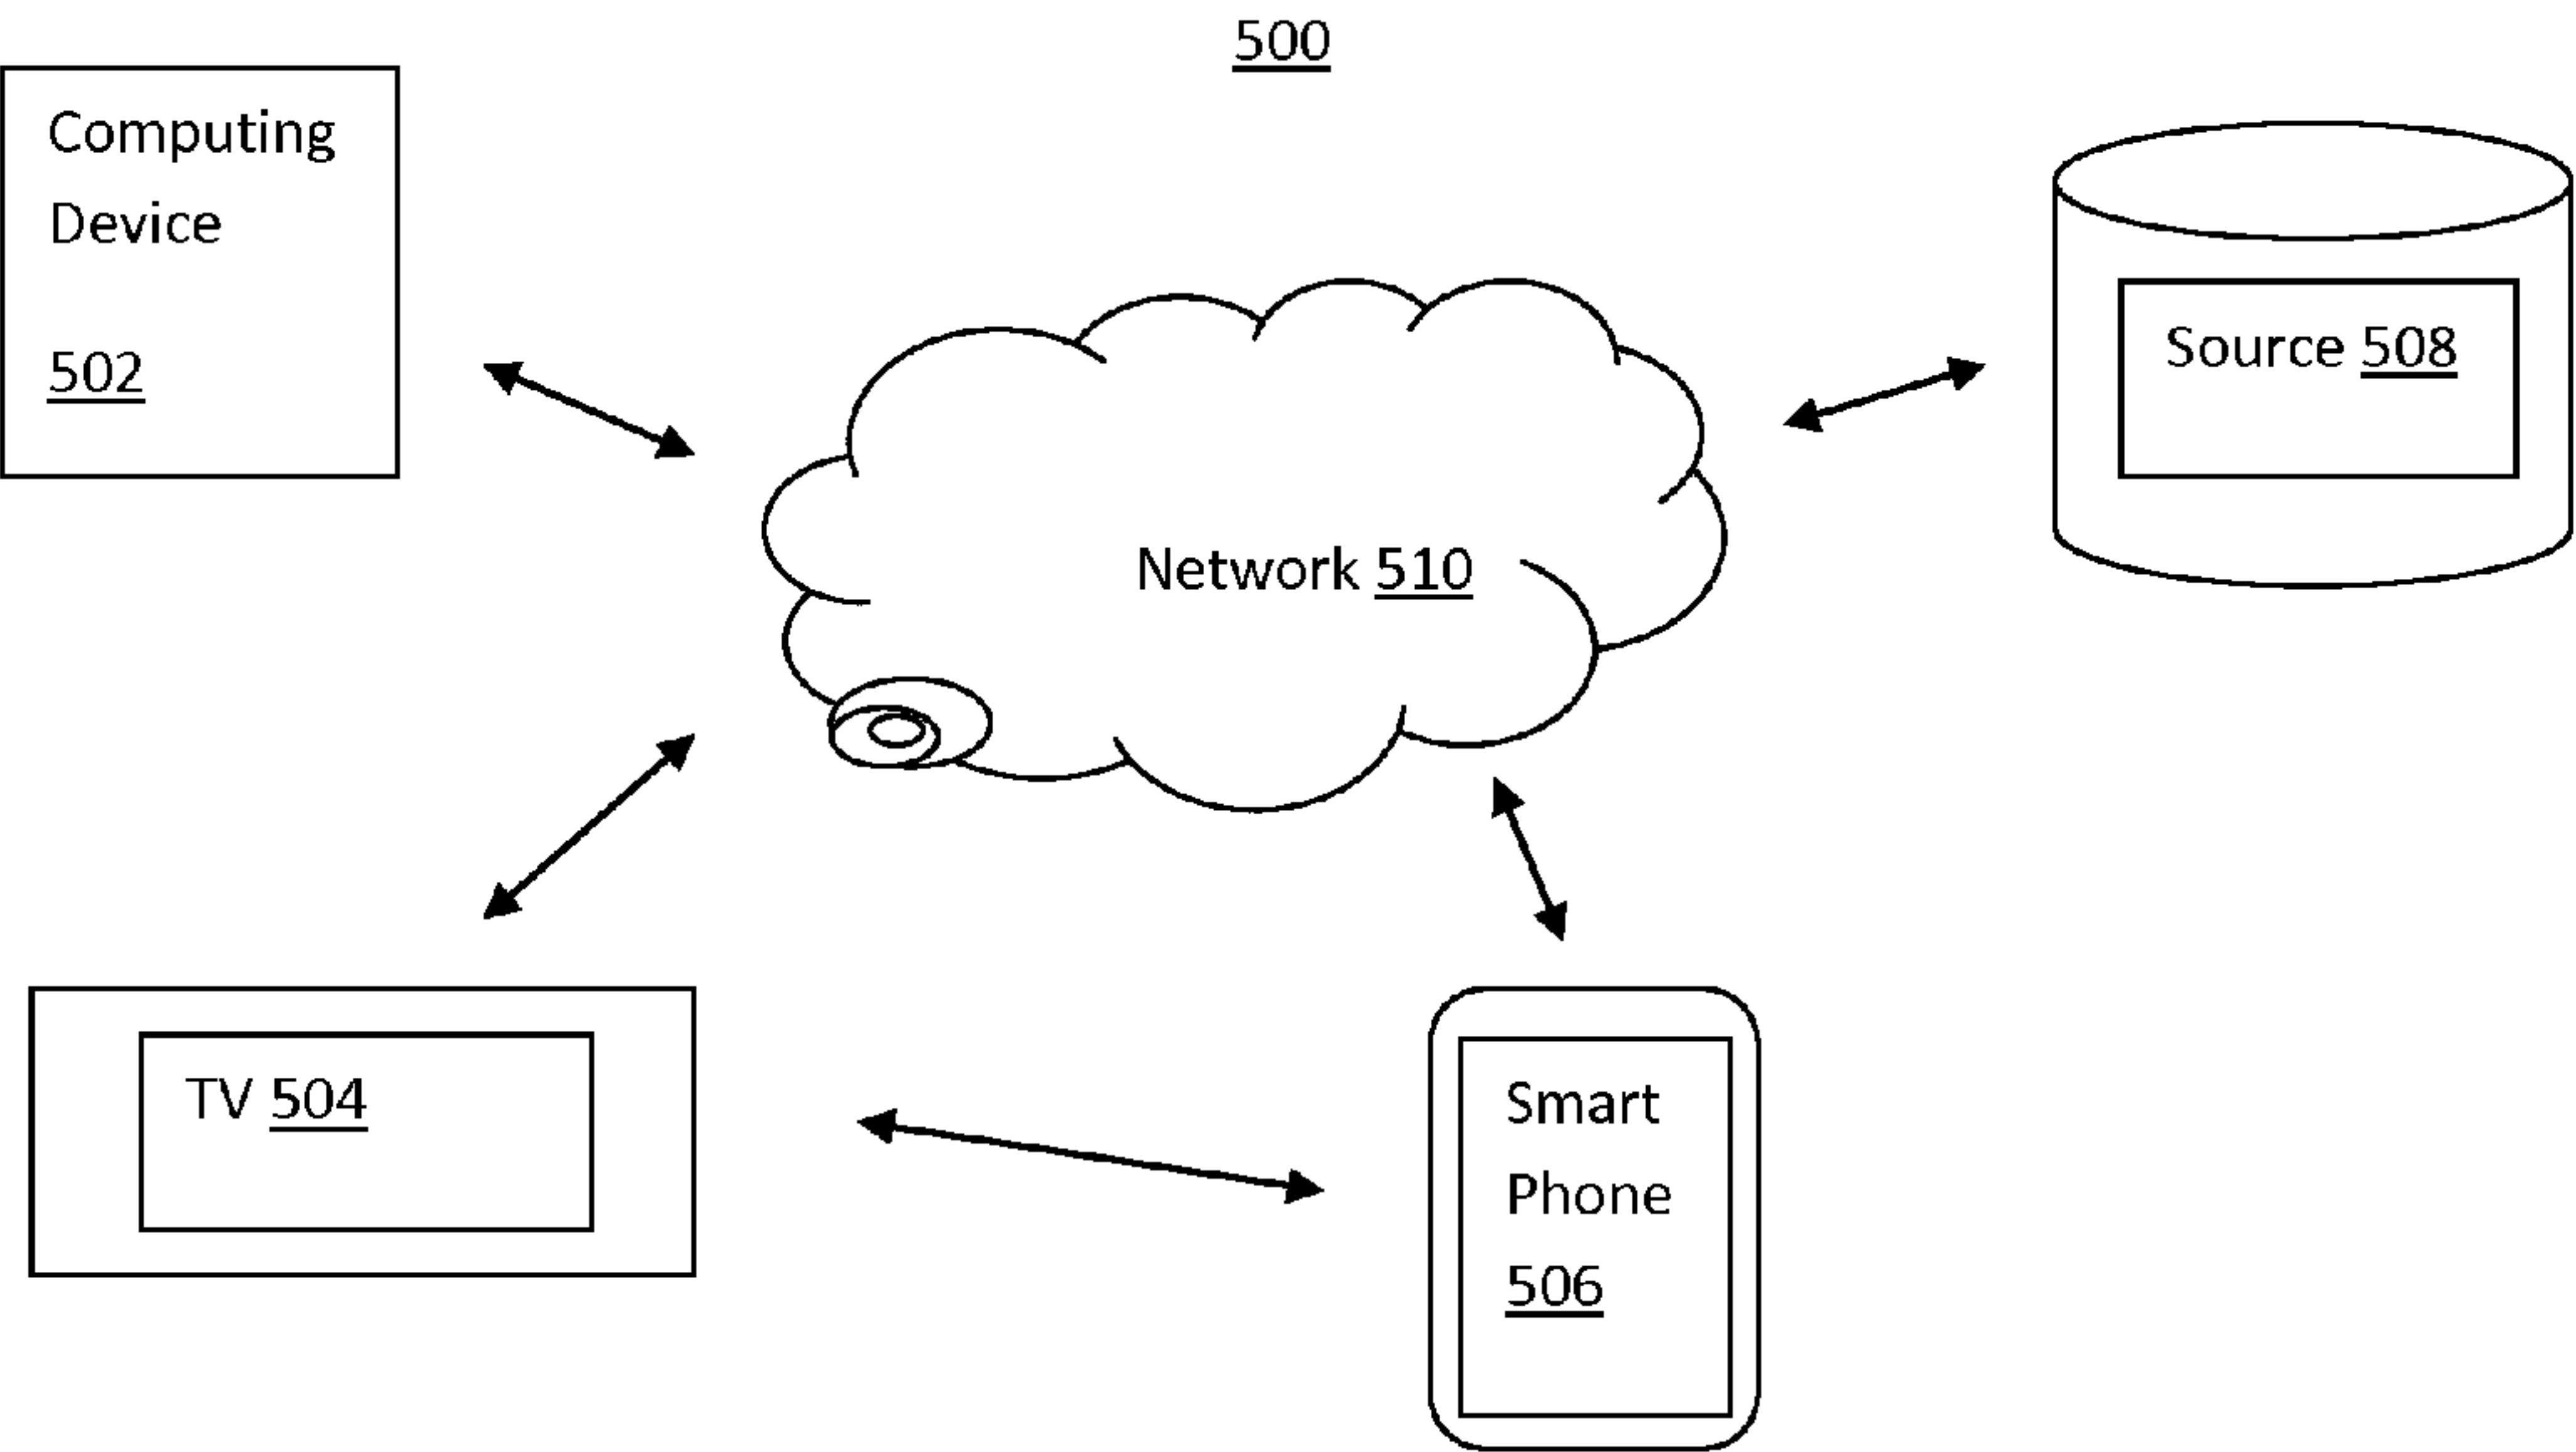 500
Computing
Device
502
Source 508
Network 510
TV 504
Smart
Phone
506